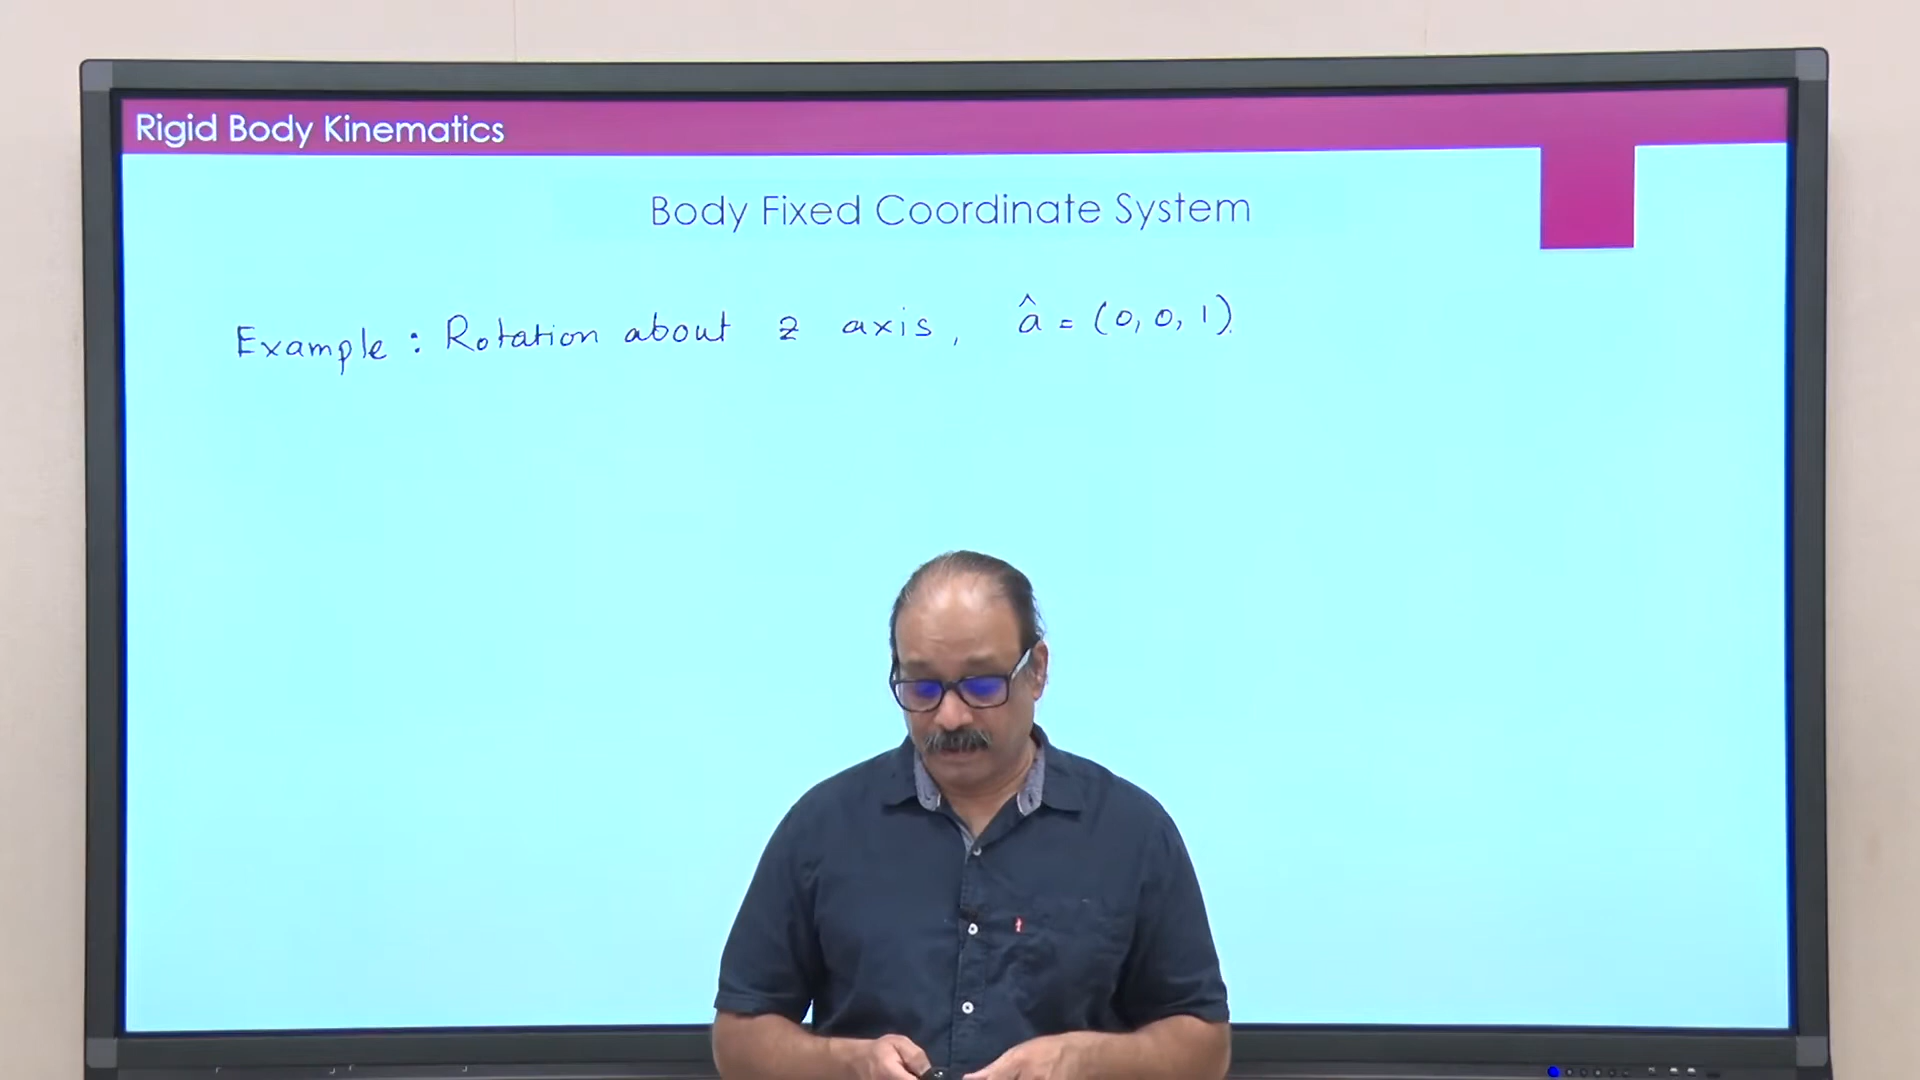 Rigid Body Kinematics
Body Fixed Coordinate System
Example : Rotation about z axis, â = (0, 0, 1).